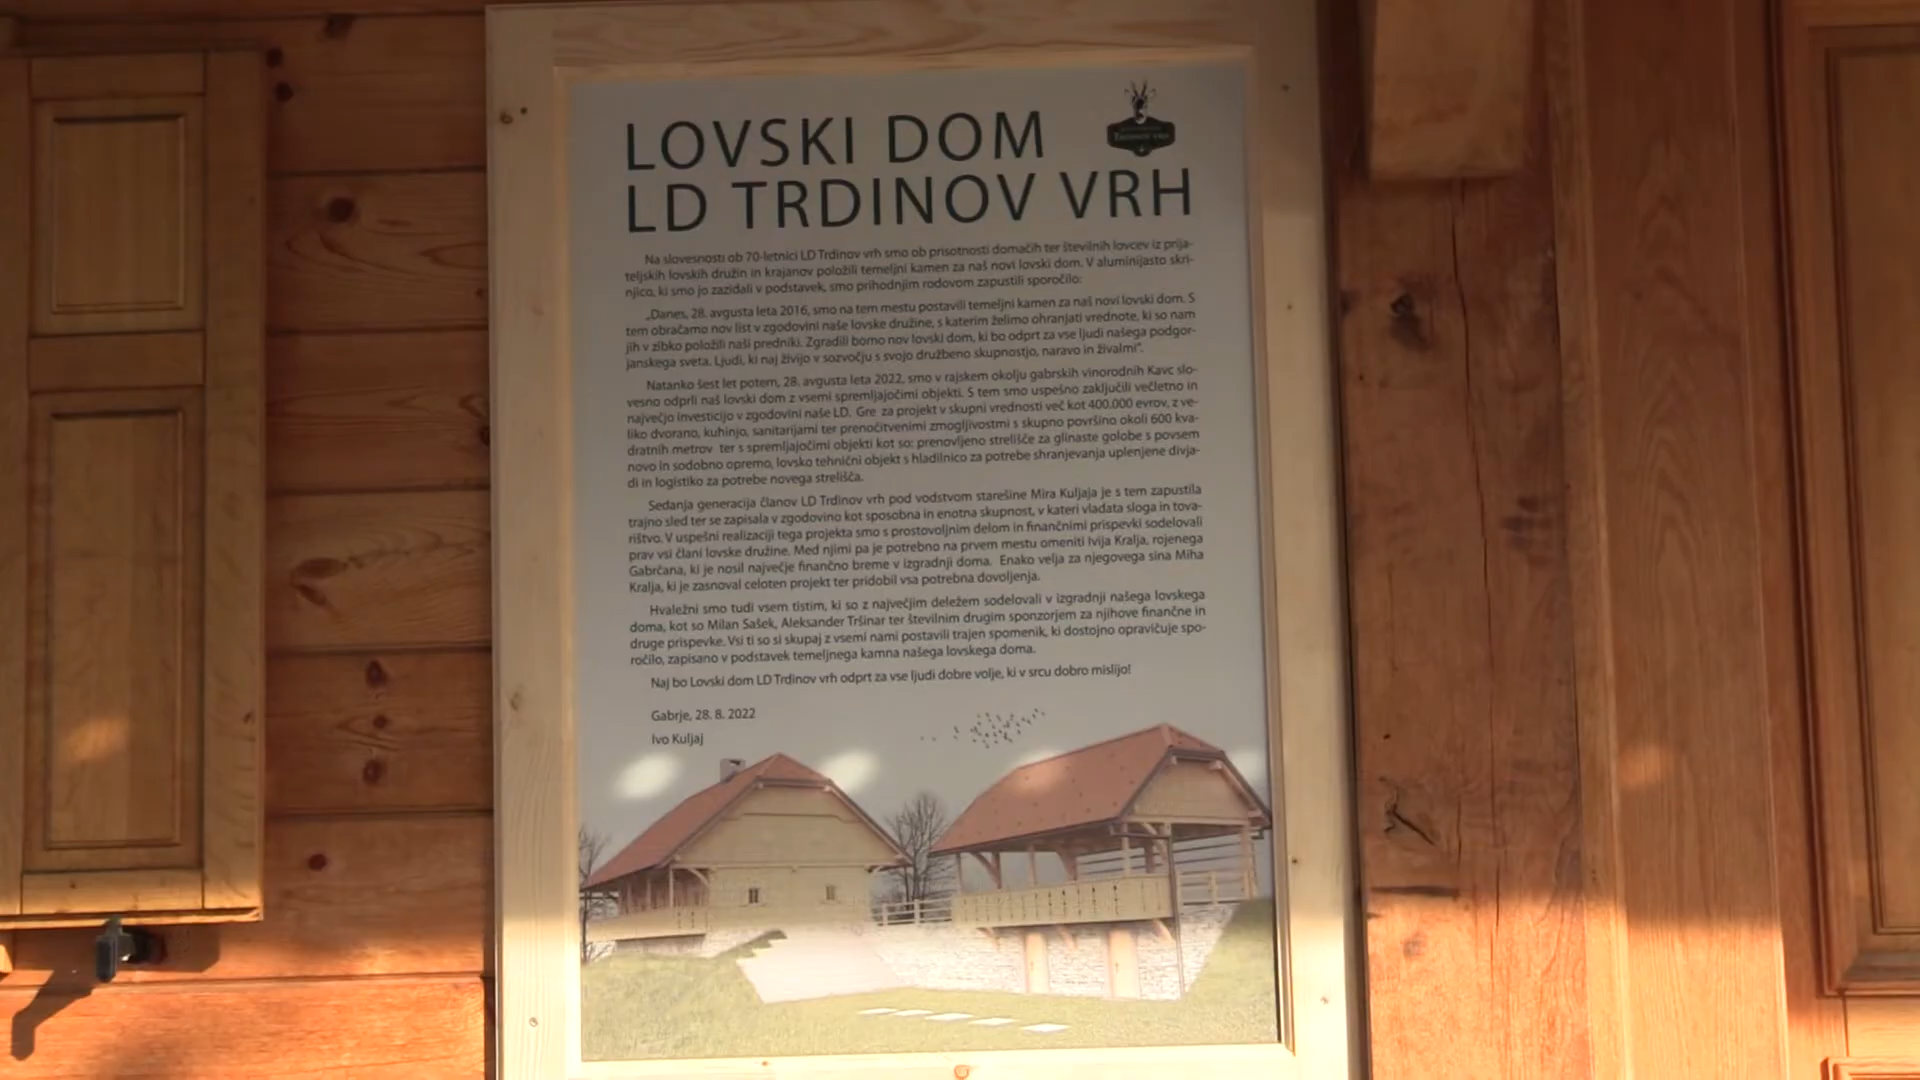 LOVSKI DOM
TRDINOV VRH
LD TRDINOV VRH
Na slovesnosti ob 70-letnici LD Trdinov vrh smo ob prisotnosti domačih ter številnih lovcev iz prija-
teljskih lovskih družin in krajanov položili temeljni kamen za naš novi lovski dom. V aluminijasto skri-
njico, ki smo jo zazidali v podstavek, smo prihodnjim rodovom zapustili sporočilo:
„Danes, 28. avgusta leta 2016, smo na tem mestu postavili temeljni kamen za naš novi lovski dom. S
tem obračamo nov list v zgodovini naše lovske družine, s katerim želimo ohranjati vrednote, ki so nam
jih v zibko položili naši predniki. Zgradili bomo nov lovski dom, ki bo odprt za vse ljudi našega podgor-
janskega sveta. Ljudi, ki naj živijo v sozvočju s svojo družbeno skupnostjo, naravo in živalmi“.
Natanko šest let potem, 28. avgusta leta 2022, smo v rajskem okolju gabrskih vinorodnih Kavc slo-
vesno odprli naš lovski dom z vsemi spremljajočimi objekti. S tem smo uspešno zaključili večletno in
največjo investicijo v zgodovini naše LD. Gre za projekt v skupni vrednosti več kot 400.000 evrov, z ve-
liko dvorano, kuhinjo, sanitarijami ter prenočitvenimi zmogljivostmi s skupno površino okoli 600 kva-
dratnih metrov ter s spremljajočimi objekti kot so: prenovljeno strelišče za glinaste golobe s povsem
novo in sodobno opremo, lovsko tehnični objekt s hladilnico za potrebe shranjevanja uplenjene divja-
di in logistiko za potrebe novega strelišča.
Sedanja generacija članov LD Trdinov vrh pod vodstvom starešine Mira Kuljaja je s tem zapustila
trajno sled ter se zapisala v zgodovino kot sposobna in enotna skupnost, v kateri vladata sloga in tova-
rištvo. V uspešni realizaciji tega projekta smo s prostovoljnim delom in finančnimi prispevki sodelovali
prav vsi člani lovske družine. Med njimi pa je potrebno na prvem mestu omeniti Ivija Kralja, rojenega
Gabrčana, ki je nosil največje finančno breme v izgradnji doma. Enako velja za njegovega sina Miha
Kralja, ki je zasnoval celoten projekt ter pridobil vsa potrebna dovoljenja.
Hvaležni smo tudi vsem tistim, ki so z največjim deležem sodelovali v izgradnji našega lovskega
doma, kot so Milan Sašek, Aleksander Tršinar ter številnim drugim sponzorjem za njihove finančne in
druge prispevke. Vsi ti so si skupaj z vsemi nami postavili trajen spomenik, ki dostojno opravičuje spo-
ročilo, zapisano v podstavek temeljnega kamna našega lovskega doma.
Naj bo Lovski dom LD Trdinov vrh odprt za vse ljudi dobre volje, ki v srcu dobro mislijo!
Gabrje, 28. 8. 2022
Ivo Kuljaj